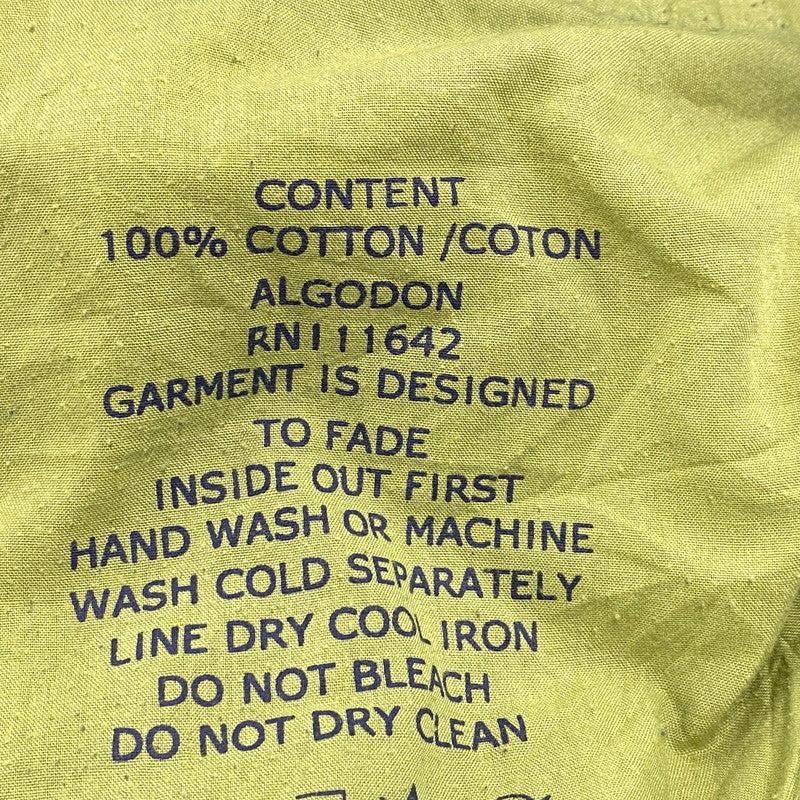 CONTENT
100% COTTON /COTON
ALGODON
RN111642
GARMENT IS DESIGNED
TO FADE
INSIDE OUT FIRST
HAND WASH OR MACHINE
WASH COLD SEPARATELY
LINE DRY COOL IRON
DO NOT BLEACH
DO NOT DRY CLEAN